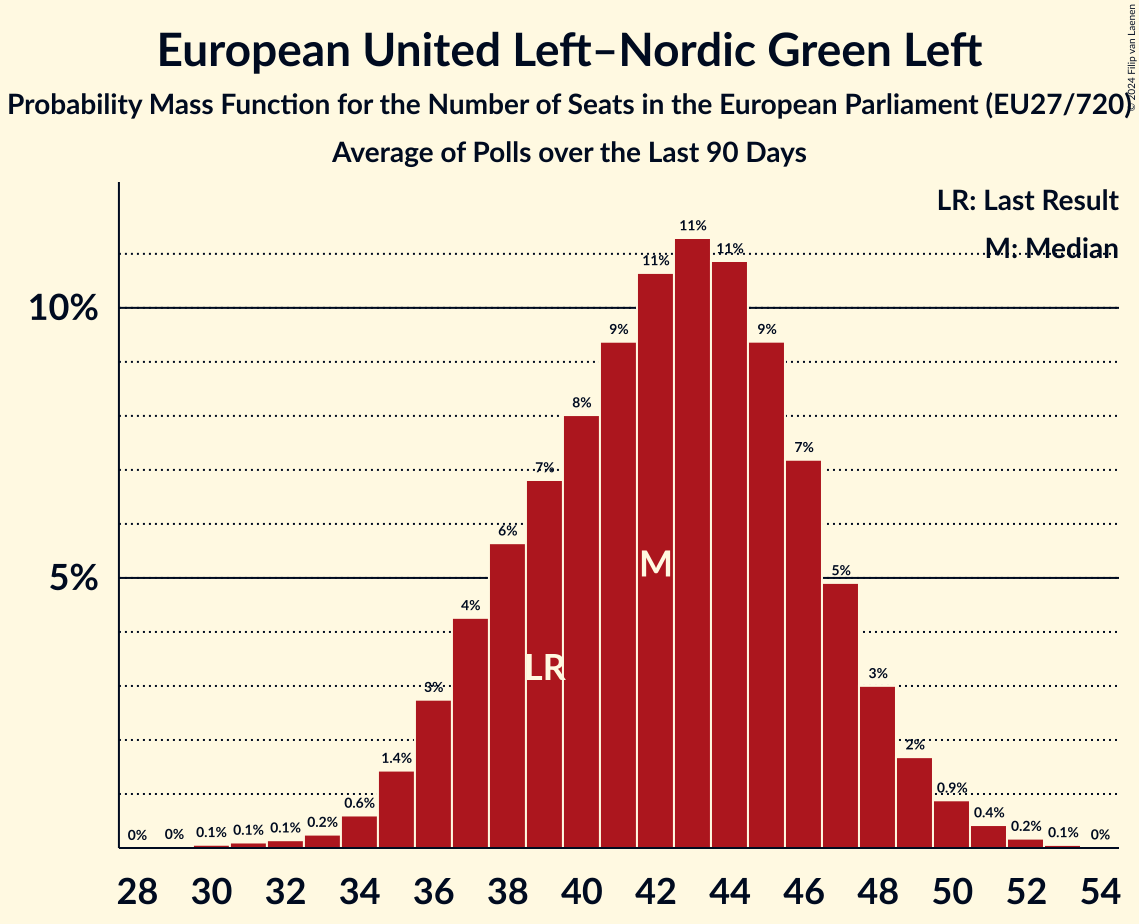 European United Left–Nordic Green Left
Probability Mass Function for the Number of Seats in the European Parliament (EU27/720)
Average of Polls over the Last 90 Days
© 2024 Filip van Laenen
LR: Last Result
M: Median
10%
5%
0% 0% 0.1% 0.1% 0.1% 0.2% 0.6% 1.4% 3% 4% 6% 7% 8% 9% 11% 11% 11% 9% 7% 5% 3% 2% 0.9% 0.4% 0.2% 0.1% 0%
M
LR
28 30 32 34 36 38 40 42 44 46 48 50 52 54